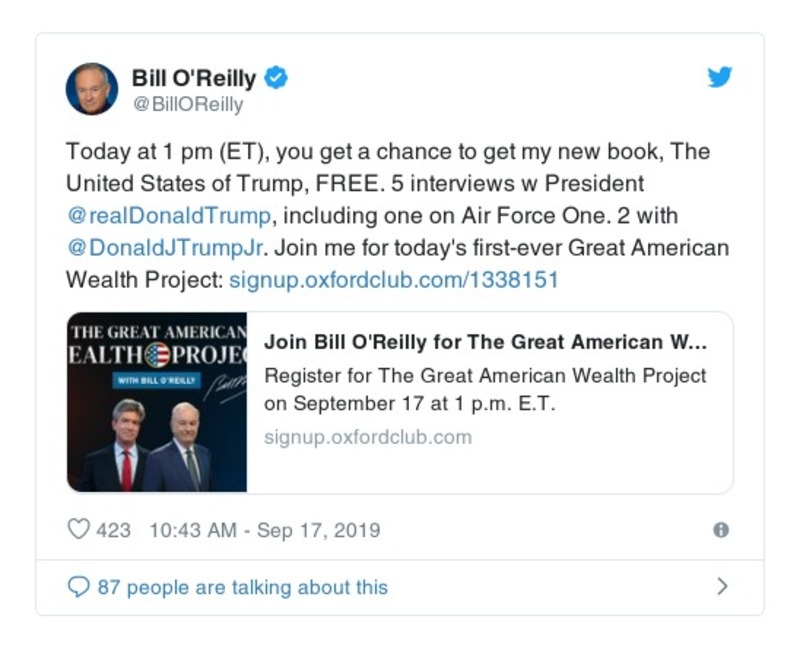 Bill O'Reilly
@BillOReilly
Today at 1 pm (ET), you get a chance to get my new book, The
United States of Trump, FREE. 5 interviews w President
@realDonaldTrump, including one on Air Force One. 2 with
@DonaldJTrumpJr. Join me for today's first-ever Great American
Wealth Project: signup.oxfordclub.com/1338151
THE GREAT AMERICAN
EALTH PROJEC
WITH BILL O'REILLY
Join Bill O'Reilly for The Great American W...
Register for The Great American Wealth Project
on September 17 at 1 p.m. E.T.
signup.oxfordclub.com
423 10:43 AM - Sep 17, 2019
87 people are talking about this